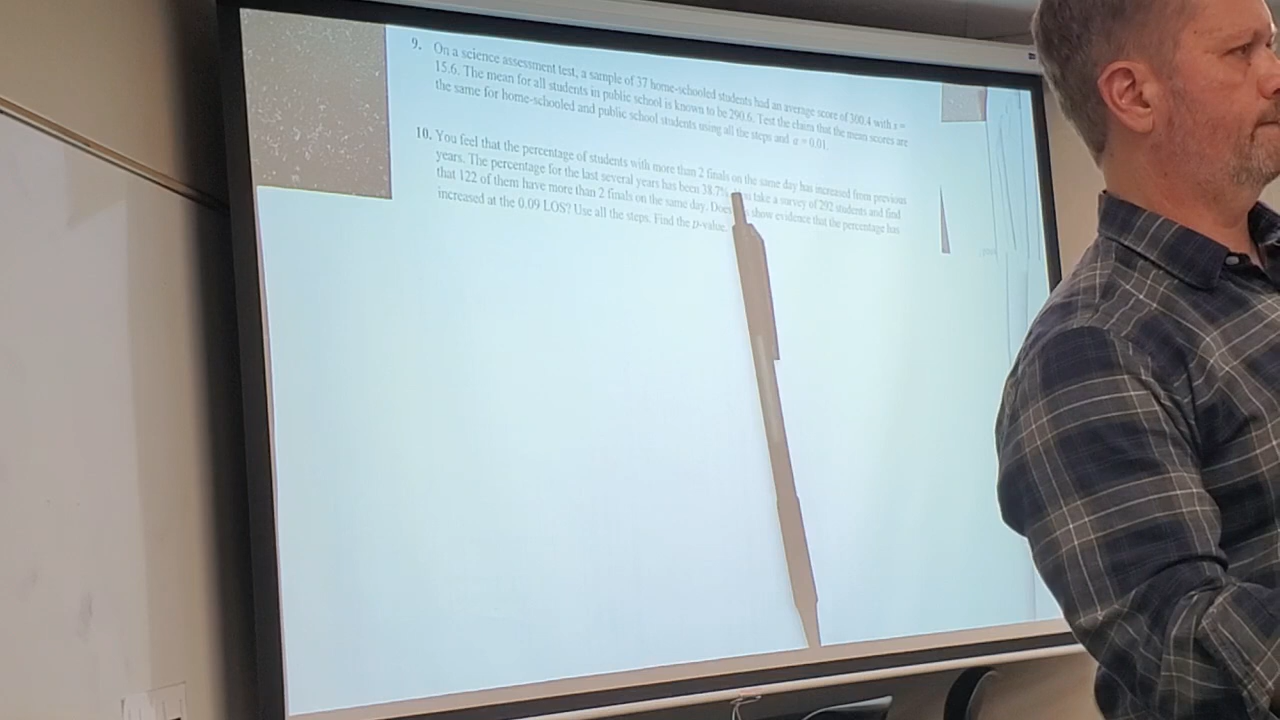 9. On a science assessment test, a sample of 37 home-schooled students had an average score of 300.4 with s =
15.6. The mean for all students in public school is known to be 290.6. Test the claim that the mean scores are
the same for home-schooled and public school students using all the steps and α = 0.01.
10. You feel that the percentage of students with more than 2 finals on the same day has increased from previous
years. The percentage for the last several years has been 38.7% take a survey of 292 students and find
that 122 of them have more than 2 finals on the same day. Does show evidence that the percentage has
increased at the 0.09 LOS? Use all the steps. Find the p-value.